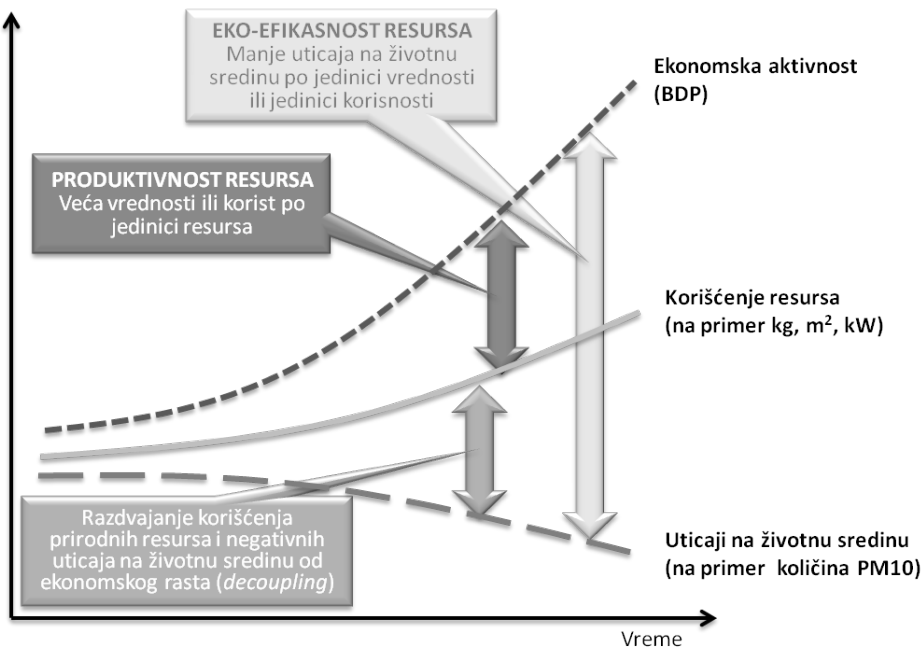 EKO-EFIKASNOST RESURSA
Manje uticaja na životnu
sredinu po jedinici vrednosti
ili jedinici korisnosti
Ekonomska aktivnost
(BDP)
PRODUKTIVNOST RESURSA
Veća vrednosti ili korist po
jedinici resursa
Korišćenje resursa
(na primer kg, m², kW)
Razdvajanje korišćenja
prirodnih resursa i negativnih
uticaja na životnu sredinu od
ekonomskog rasta (decoupling)
Uticaji na životnu sredinu
(na primer količina PM10)
Vreme